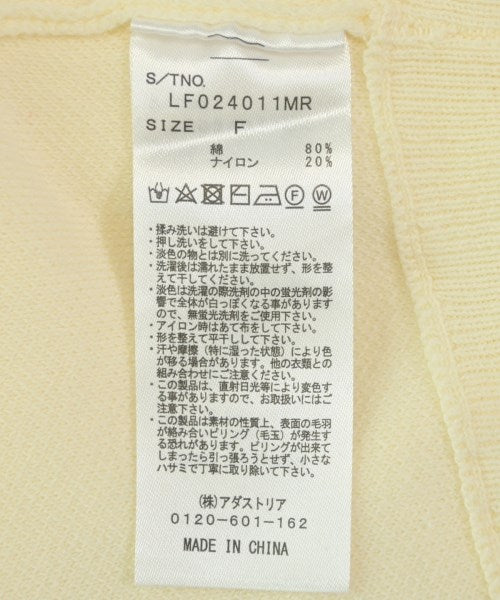 S/TNO.
LF024011MR
SIZE F
綿 80%
ナイロン 20%
F W
・揉み洗いは避けて下さい。
・押し洗いをして下さい。
・淡色の物とは別に洗ってください。
・洗濯後は濡れたまま放置せず、形を整
えて干してください。
・淡色は洗濯の際洗剤の中の蛍光剤の影
響で全体が白っぽくなる事があります
ので、無蛍光洗剤をご使用下さい。
・アイロン時はあて布をして下さい。
・形を整えて平干しして下さい。
・汗や摩擦（特に湿った状態）により色
が移る場合があります。他の衣類との
組み合わせにご注意ください。
・この製品は、直射日光等により変色す
る事がありますので、お取扱いにはご
注意下さい。
・この製品は素材の性質上、表面の毛羽
が絡み合いピリング（毛玉）が発生す
る恐れがあります。ピリングが出来て
しまったら引っ張ろうとせず、小さな
ハサミで丁寧に取り除いて下さい。
(株)アダストリア
0120-601-162
MADE IN CHINA